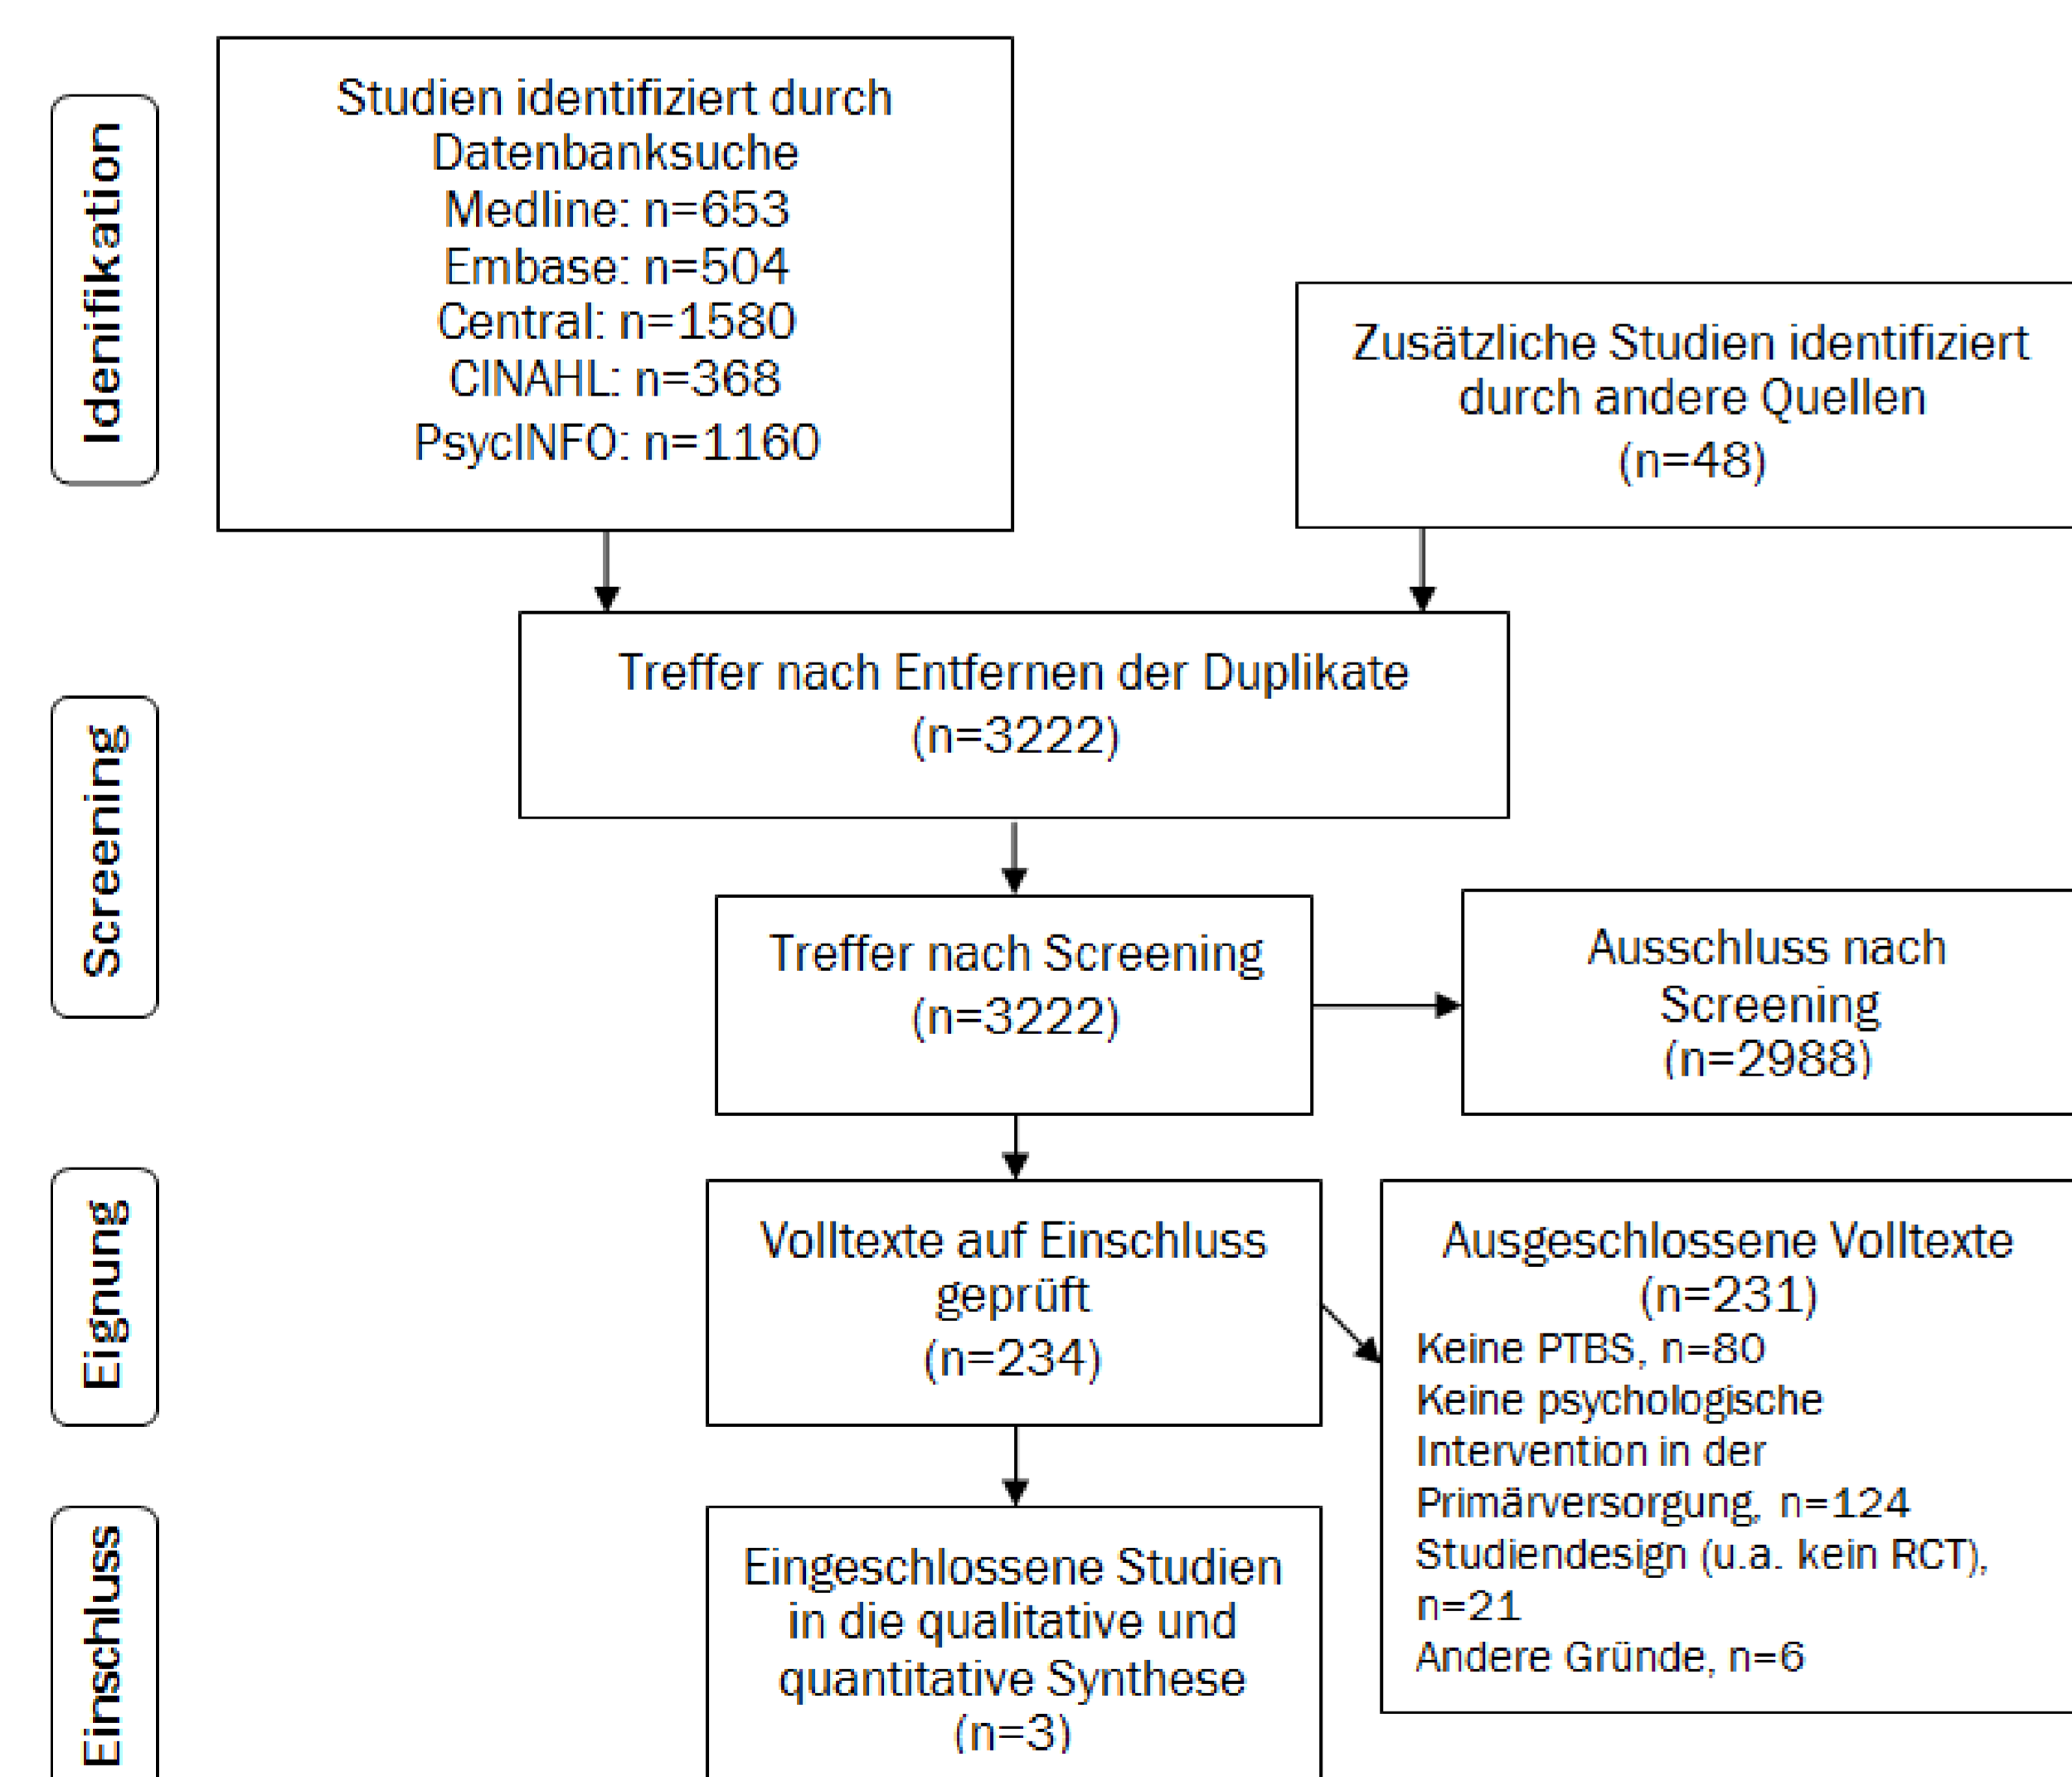 Idenifikation
Studien identifiziert durch
Datenbanksuche
Medline: n=653
Embase: n=504
Central: n=1580
CINAHL: n=368
PsycINFO: n=1160
Zusätzliche Studien identifiziert
durch andere Quellen
(n=48)
Screening
Treffer nach Entfernen der Duplikate
(n=3222)
Treffer nach Screening
(n=3222)
Ausschluss nach
Screening
(n=2988)
Eignung
Volltexte auf Einschluss
geprüft
(n=234)
Ausgeschlossene Volltexte
(n=231)
Keine PTBS, n=80
Keine psychologische
Intervention in der
Primärversorgung, n=124
Studiendesign (u.a. kein RCT),
n=21
Andere Gründe, n=6
Einschluss
Eingeschlossene Studien
in die qualitative und
quantitative Synthese
(n=3)